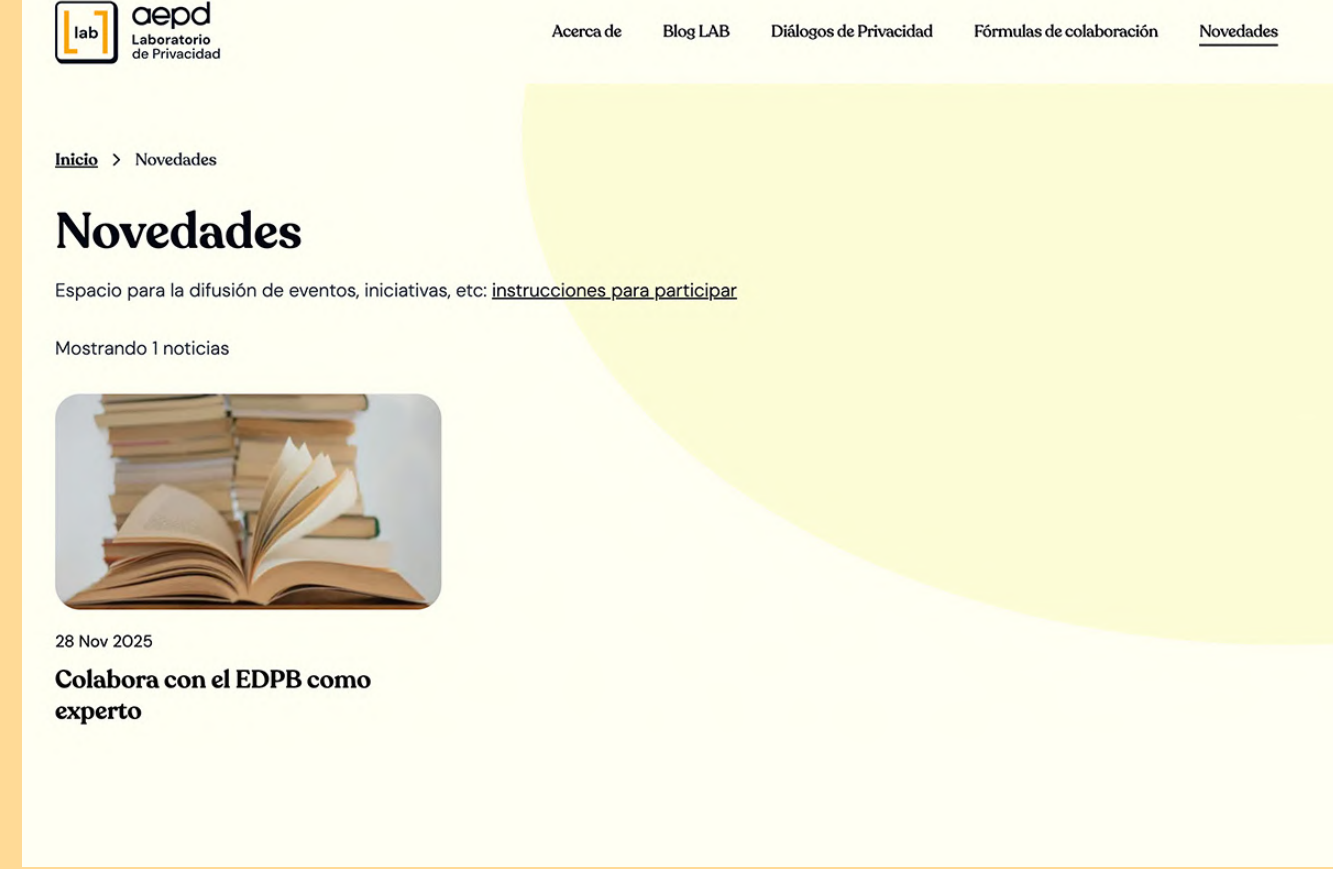 lab
aepd
Laboratorio
de Privacidad
Acerca de
Blog LAB
Diálogos de Privacidad
Fórmulas de colaboración
Novedades
Inicio > Novedades
Novedades
Espacio para la difusión de eventos, iniciativas, etc: instrucciones para participar
Mostrando 1 noticias
28 Nov 2025
Colabora con el EDPB como
experto